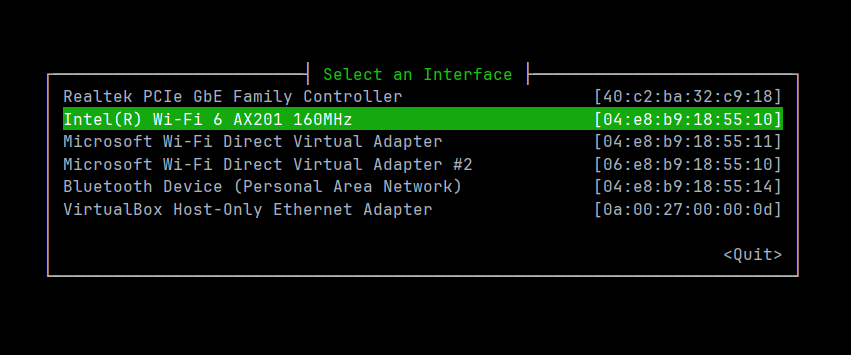 Select an Interface
Realtek PCIe GbE Family Controller [40:c2:ba:32:c9:18]
Intel(R) Wi-Fi 6 AX201 160MHz [04:e8:b9:18:55:10]
Microsoft Wi-Fi Direct Virtual Adapter [04:e8:b9:18:55:11]
Microsoft Wi-Fi Direct Virtual Adapter #2 [06:e8:b9:18:55:10]
Bluetooth Device (Personal Area Network) [04:e8:b9:18:55:14]
VirtualBox Host-Only Ethernet Adapter [0a:00:27:00:00:0d]
<Quit>